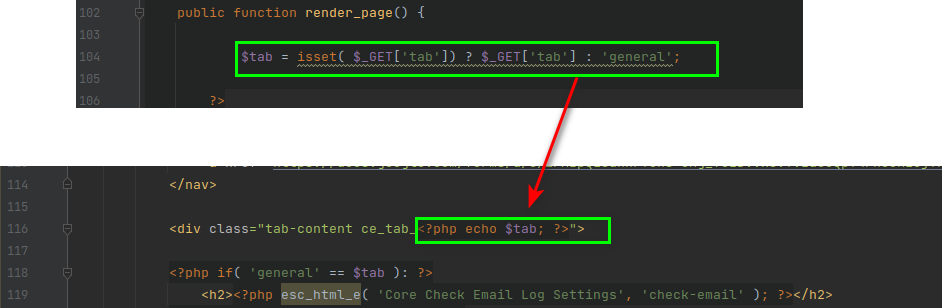 102 public function render_page() {
103
104 $tab = isset( $_GET['tab']) ? $_GET['tab'] : 'general';
105
106 ?>
114 </nav>
115
116 <div class="tab-content ce_tab_<?php echo $tab; ?>">
117
118 <?php if( 'general' == $tab ): ?>
119 <h2><?php esc_html_e( 'Core Check Email Log Settings', 'check-email' ); ?></h2>